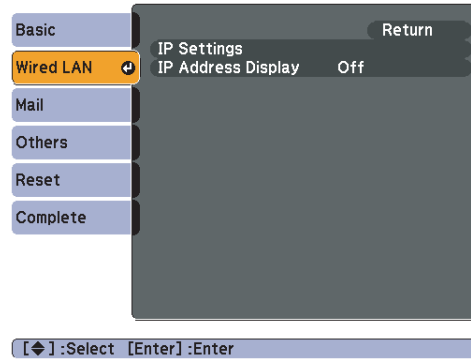 Basic
Wired LAN
Mail
Others
Reset
Complete
Return
IP Settings
IP Address Display Off
[◆] :Select [Enter] :Enter